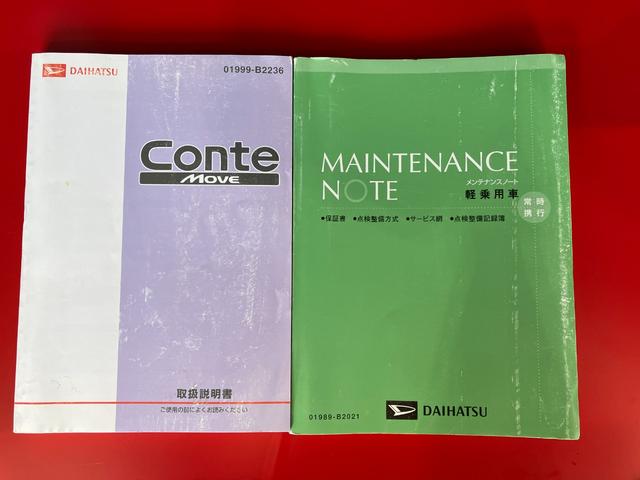 DAIHATSU
01999-B2236
Conte
MOVE
取扱説明書
ご使用の前によくお読みください
MAINTENANCE
NOTE
メンテナンスノート
軽乗用車
常時
携行
●保証書 ●点検整備方式 ●サービス網 ●点検整備記録簿
01989-B2021
DAIHATSU